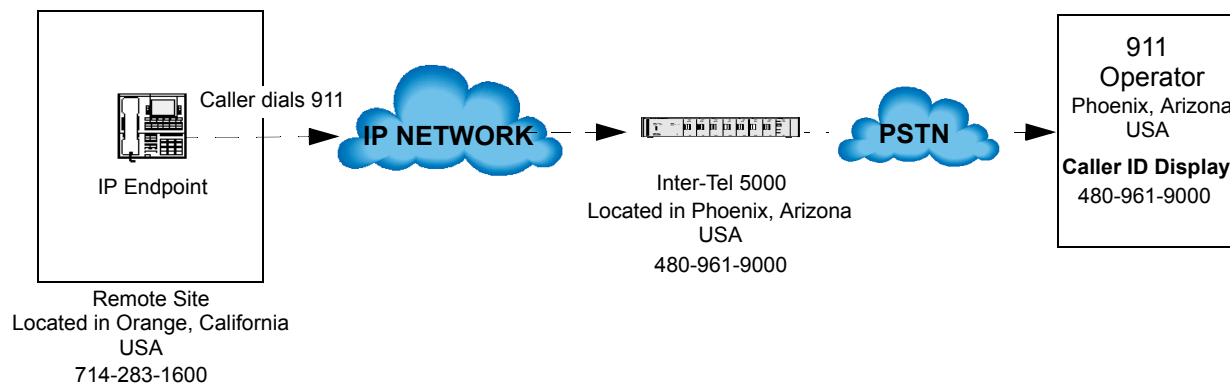 Caller dials 911
IP Endpoint
Remote Site
Located in Orange, California
USA
714-283-1600
IP NETWORK
Inter-Tel 5000
Located in Phoenix, Arizona
USA
480-961-9000
PSTN
911
Operator
Phoenix, Arizona
USA
Caller ID Display
480-961-9000